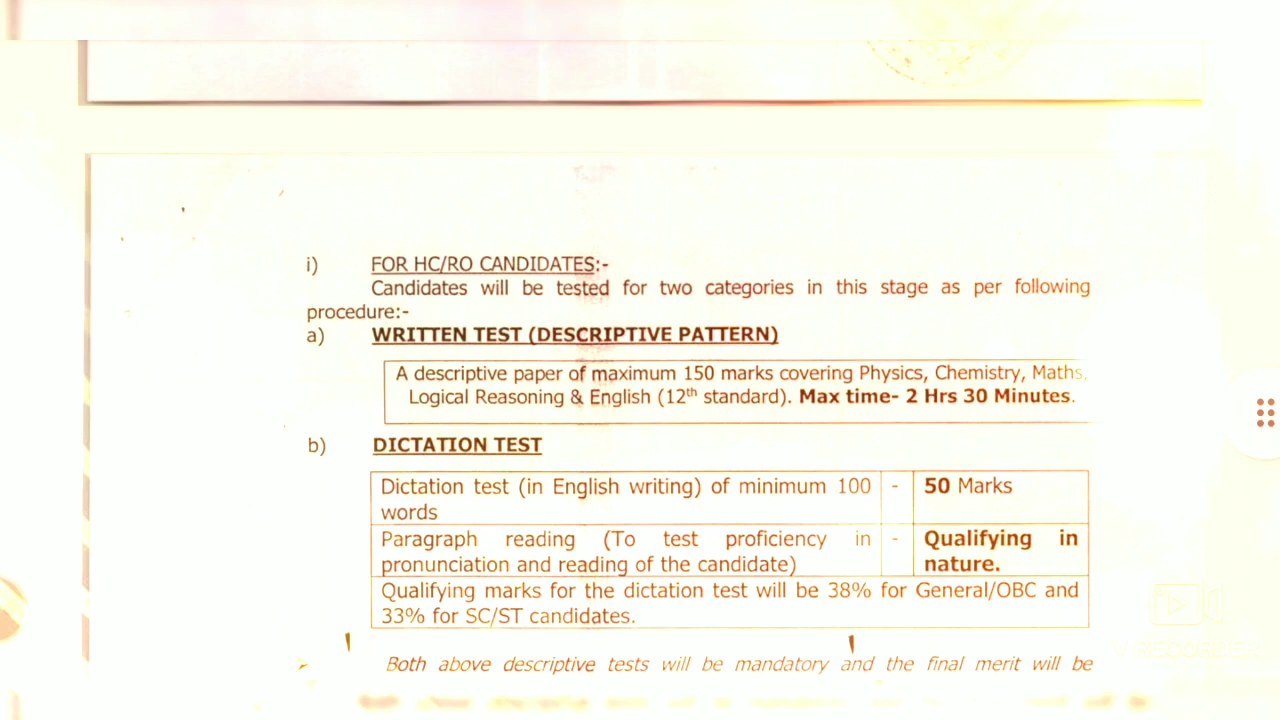 i) FOR HC/RO CANDIDATES:-
Candidates will be tested for two categories in this stage as per following
procedure:-
a) WRITTEN TEST (DESCRIPTIVE PATTERN)
A descriptive paper of maximum 150 marks covering Physics, Chemistry, Maths,
Logical Reasoning & English (12th standard). Max time- 2 Hrs 30 Minutes.
b) DICTATION TEST
Dictation test (in English writing) of minimum 100 - 50 Marks
words
Paragraph reading (To test proficiency in - Qualifying in
pronunciation and reading of the candidate) nature.
Qualifying marks for the dictation test will be 38% for General/OBC and
33% for SC/ST candidates.
Both above descriptive tests will be mandatory and the final merit will be
RECORDER